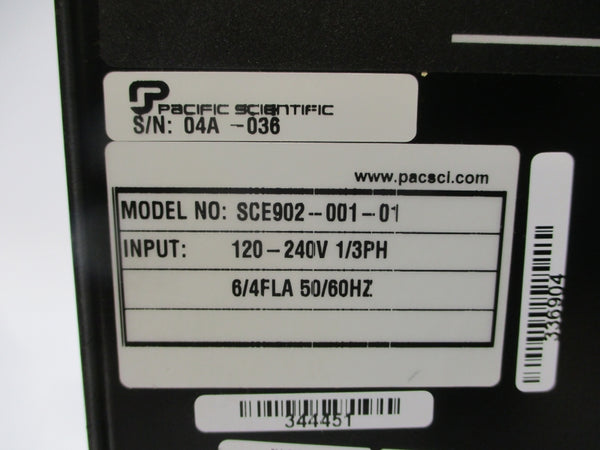 PACIFIC SCIENTIFIC
S/N: 04A -036
www.pacsci.com
MODEL NO: SCE902-001-01
INPUT: 120-240V 1/3PH
6/4FLA 50/60HZ
336904
344451